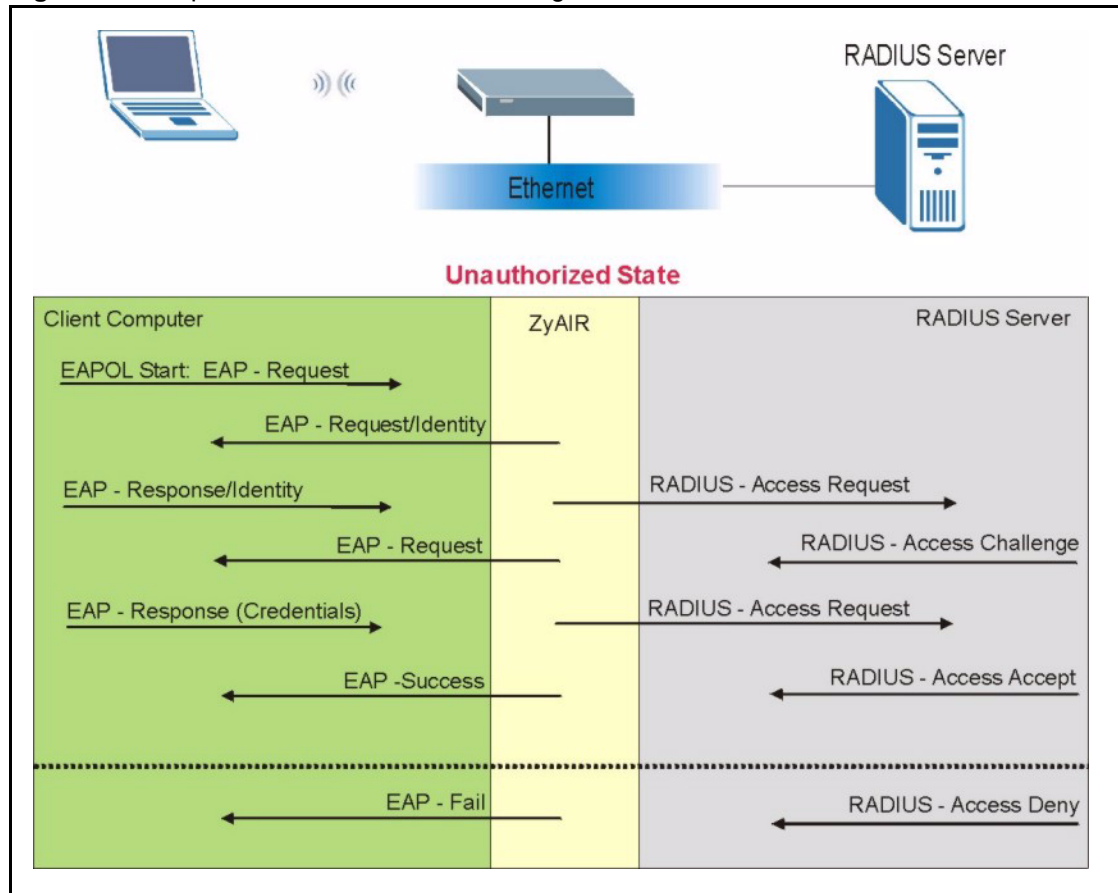 RADIUS Server
Ethernet
Unauthorized State
Client Computer
ZyAIR
RADIUS Server
EAPOL Start: EAP - Request
EAP - Request/Identity
EAP - Response/Identity
RADIUS - Access Request
EAP - Request
RADIUS - Access Challenge
EAP - Response (Credentials)
RADIUS - Access Request
EAP -Success
RADIUS - Access Accept
EAP - Fail
RADIUS - Access Deny